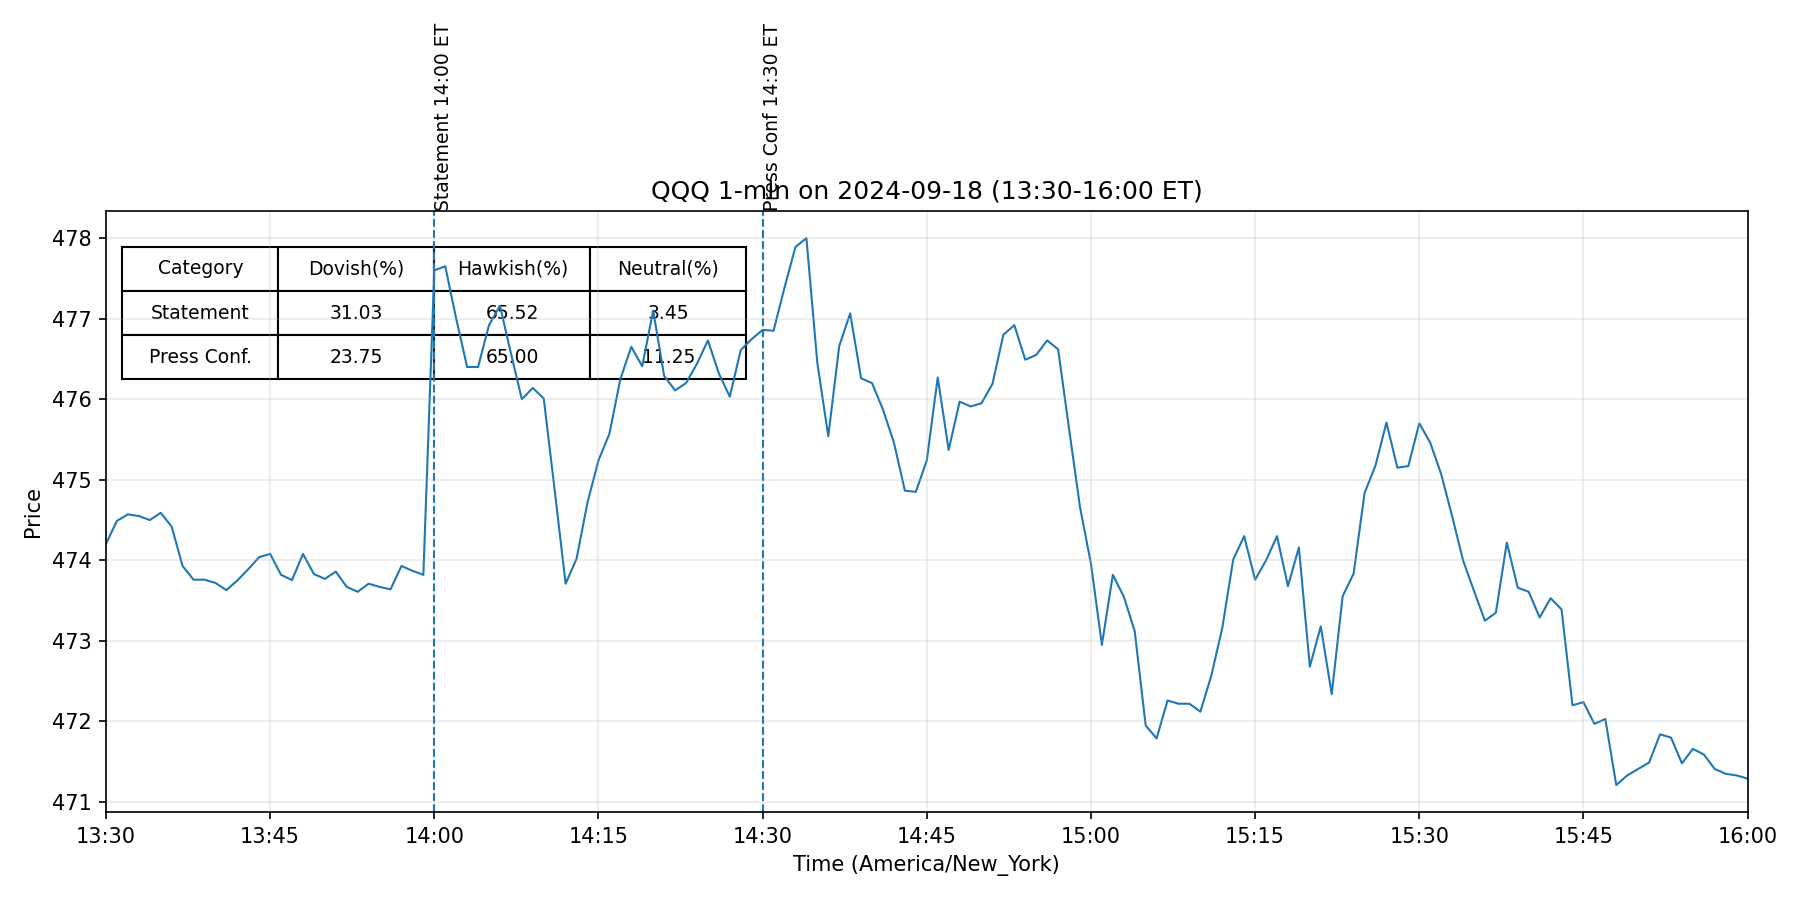 Statement 14:00 ET
Press Conf 14:30 ET
QQQ 1-min on 2024-09-18 (13:30-16:00 ET)
Category Dovish(%) Hawkish(%) Neutral(%)
Statement 31.03 65.52 3.45
Press Conf. 23.75 65.00 11.25
478
477
476
475
474
473
472
471
Price
13:30 13:45 14:00 14:15 14:30 14:45 15:00 15:15 15:30 15:45 16:00
Time (America/New_York)